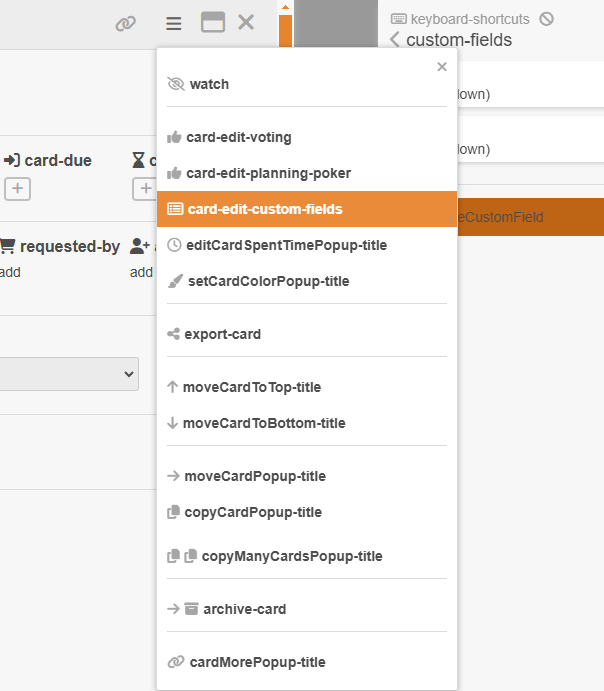 keyboard-shortcuts
custom-fields
watch
down)
card-edit-voting
down)
card-due
card-edit-planning-poker
card-edit-custom-fields
eCustomField
requested-by
editCardSpentTimePopup-title
add
add
setCardColorPopup-title
export-card
moveCardToTop-title
moveCardToBottom-title
moveCardPopup-title
copyCardPopup-title
copyManyCardsPopup-title
archive-card
cardMorePopup-title